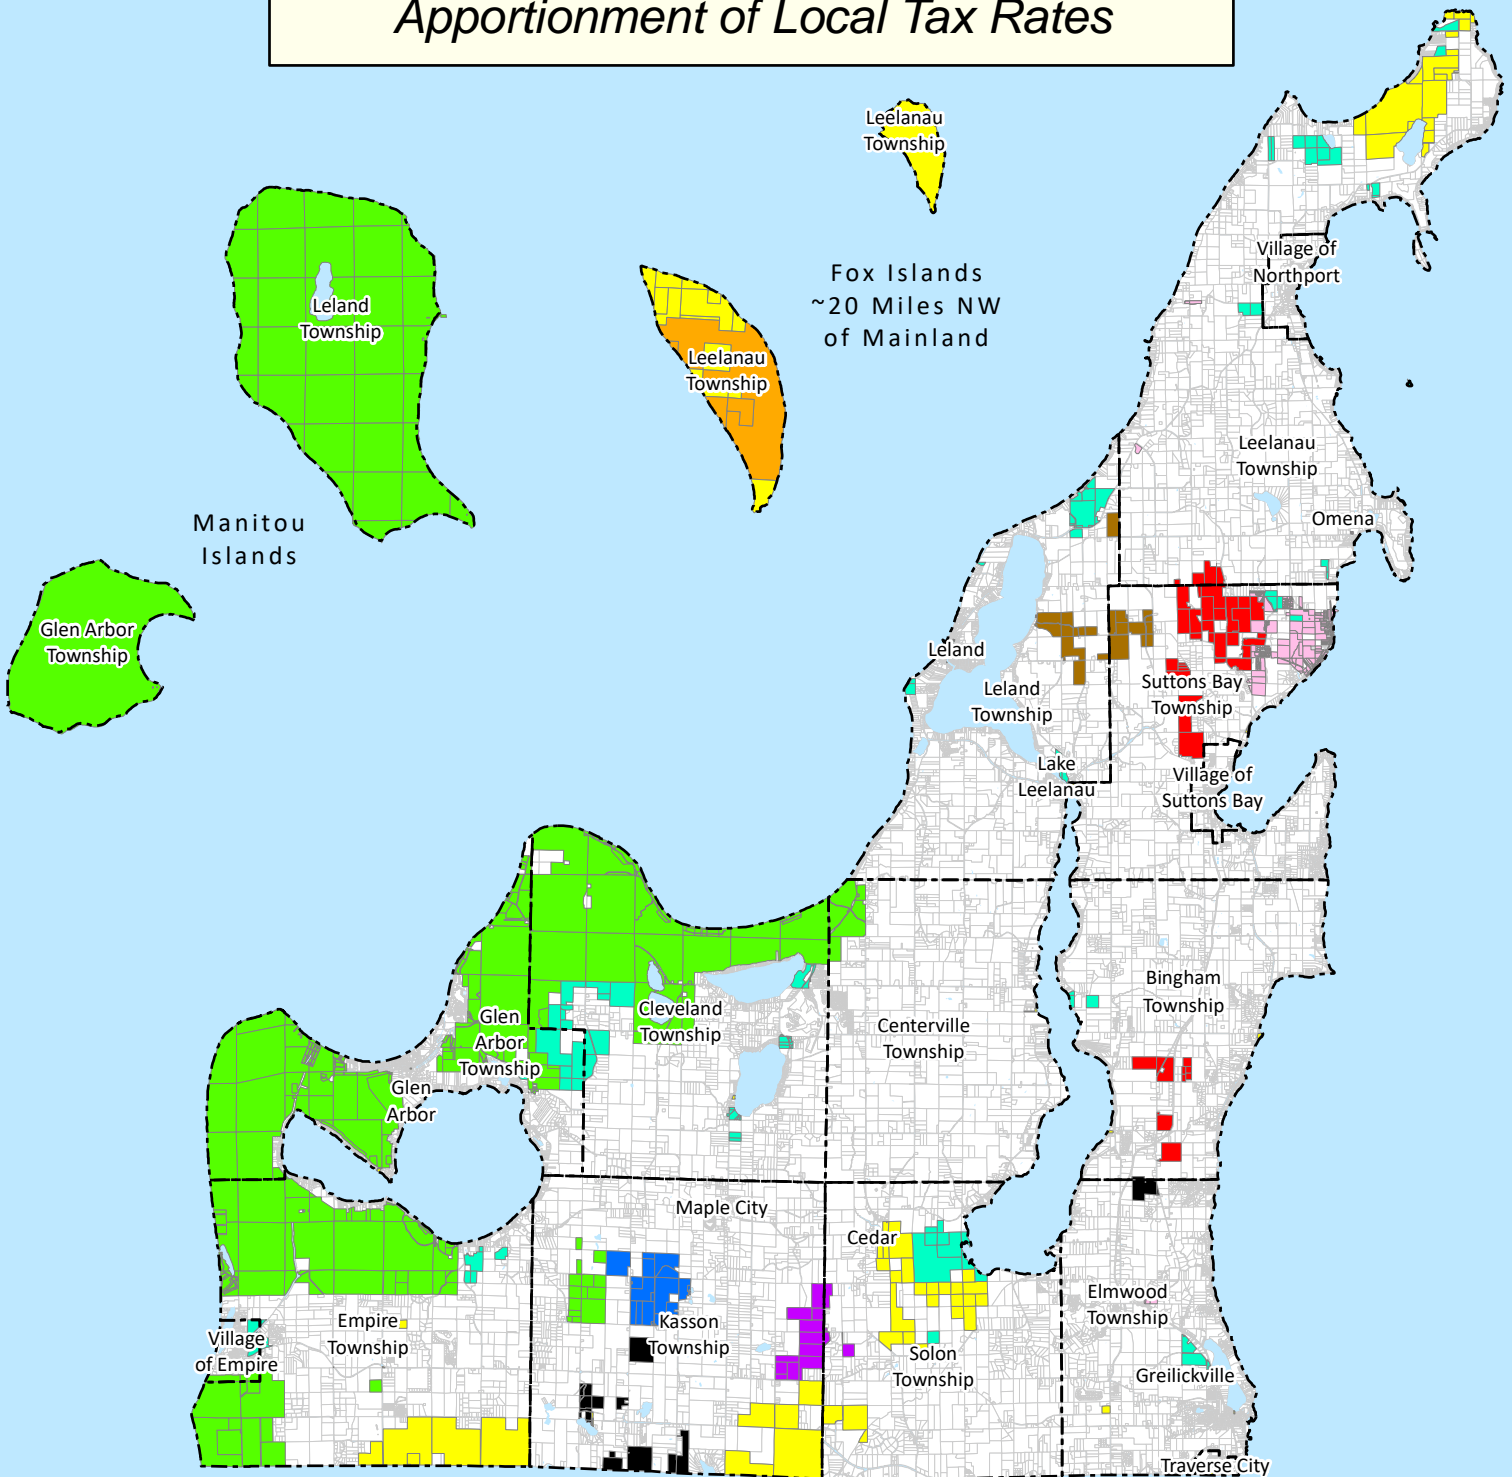 Apportionment of Local Tax Rates
Leelanau
Township
Village of
Northport
Fox Islands
~20 Miles NW
of Mainland
Leland
Township
Leelanau
Township
Leelanau
Township
Manitou
Islands
Omena
Glen Arbor
Township
Leland
Leland
Township
Suttons Bay
Township
Lake
Leelanau
Village of
Suttons Bay
Bingham
Township
Cleveland
Township
Glen
Arbor
Township
Centerville
Township
Glen
Arbor
Maple City
Cedar
Elmwood
Township
Empire
Township
Kasson
Township
Village
of Empire
Solon
Township
Greilickville
Traverse City